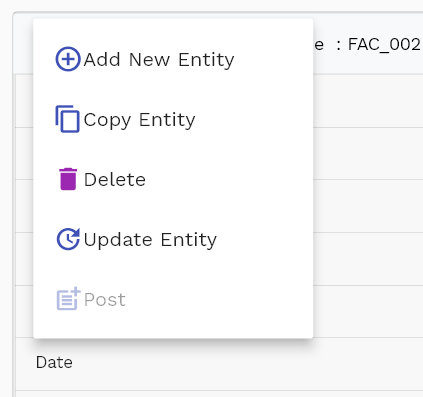 Add New Entity
e : FAC_002
Copy Entity
Delete
Update Entity
Post
Date